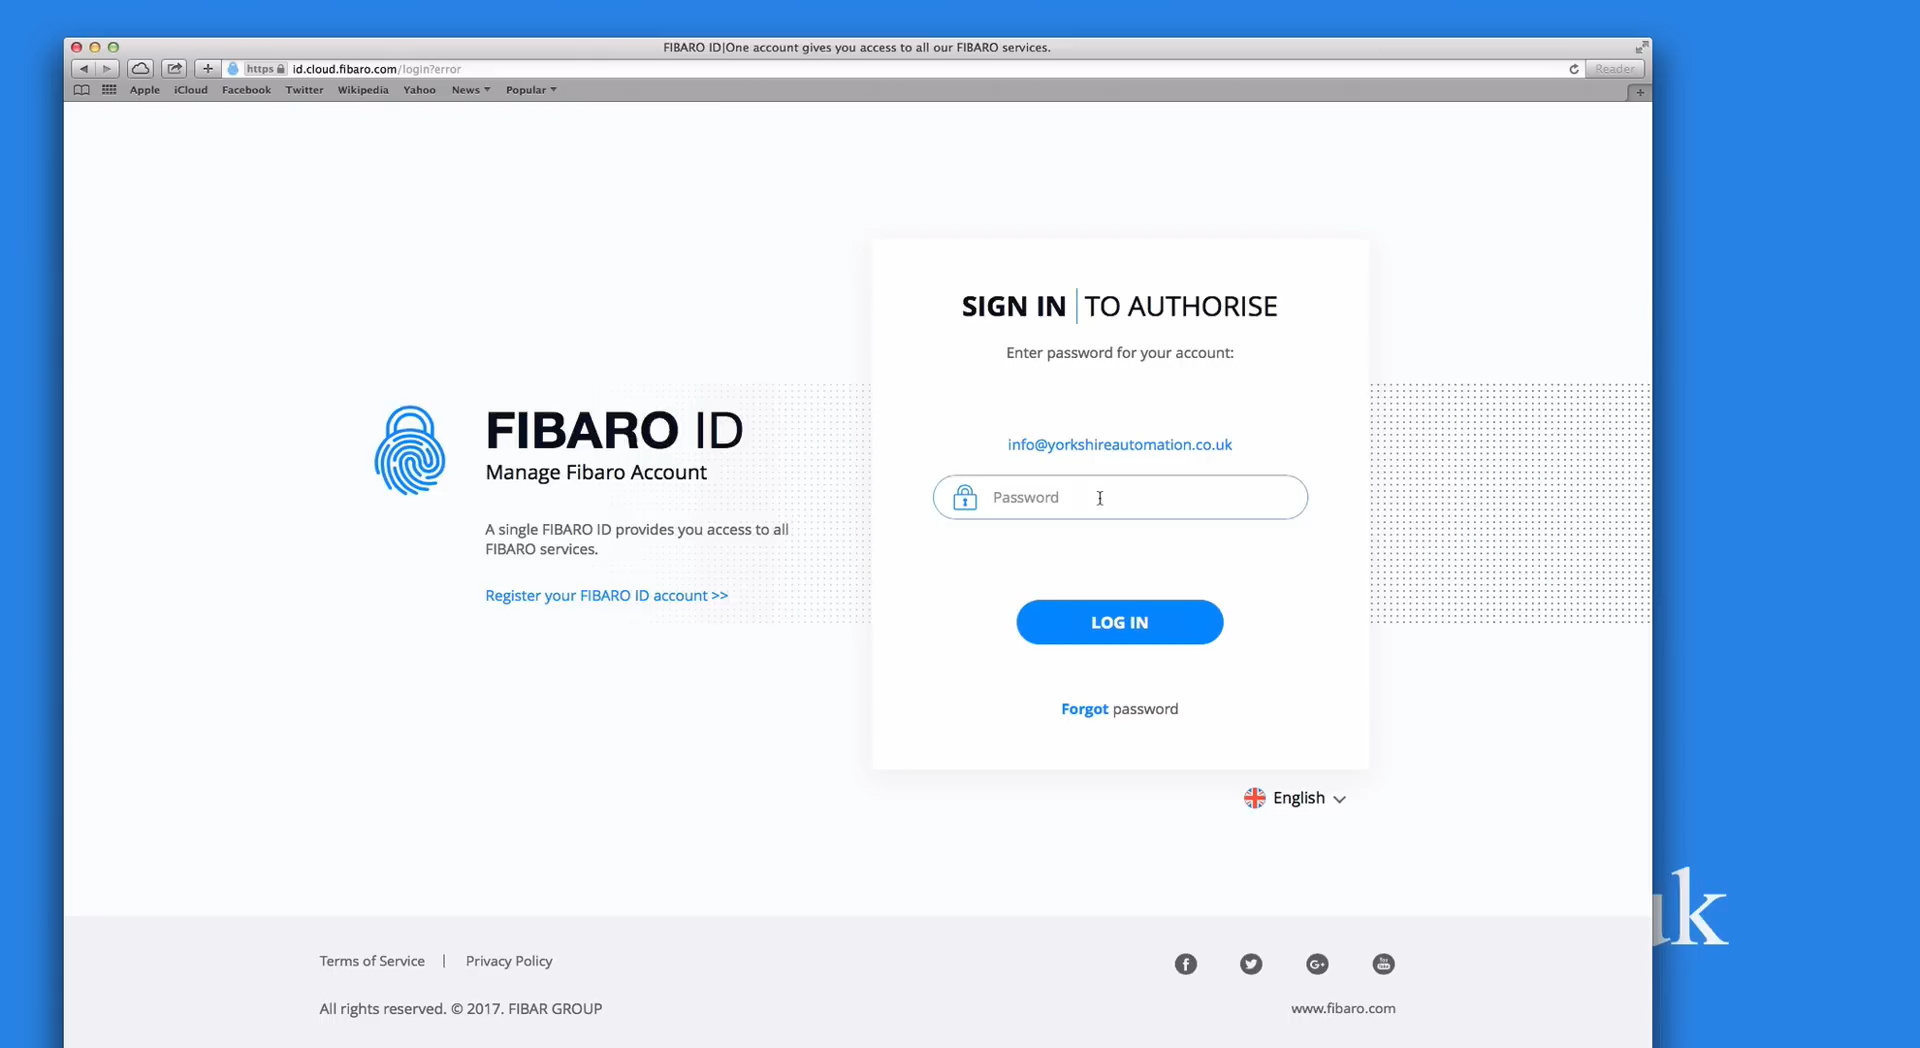 FIBARO ID|One account gives you access to all our FIBARO services.
https id.cloud.fibaro.com/login?error
Reader
Apple iCloud Facebook Twitter Wikipedia Yahoo News Popular
SIGN IN TO AUTHORISE
Enter password for your account:
info@yorkshireautomation.co.uk
Password
LOG IN
Forgot password
FIBARO ID
Manage Fibaro Account
A single FIBARO ID provides you access to all
FIBARO services.
Register your FIBARO ID account >>
English
uk
Terms of Service | Privacy Policy
All rights reserved. © 2017. FIBAR GROUP
www.fibaro.com